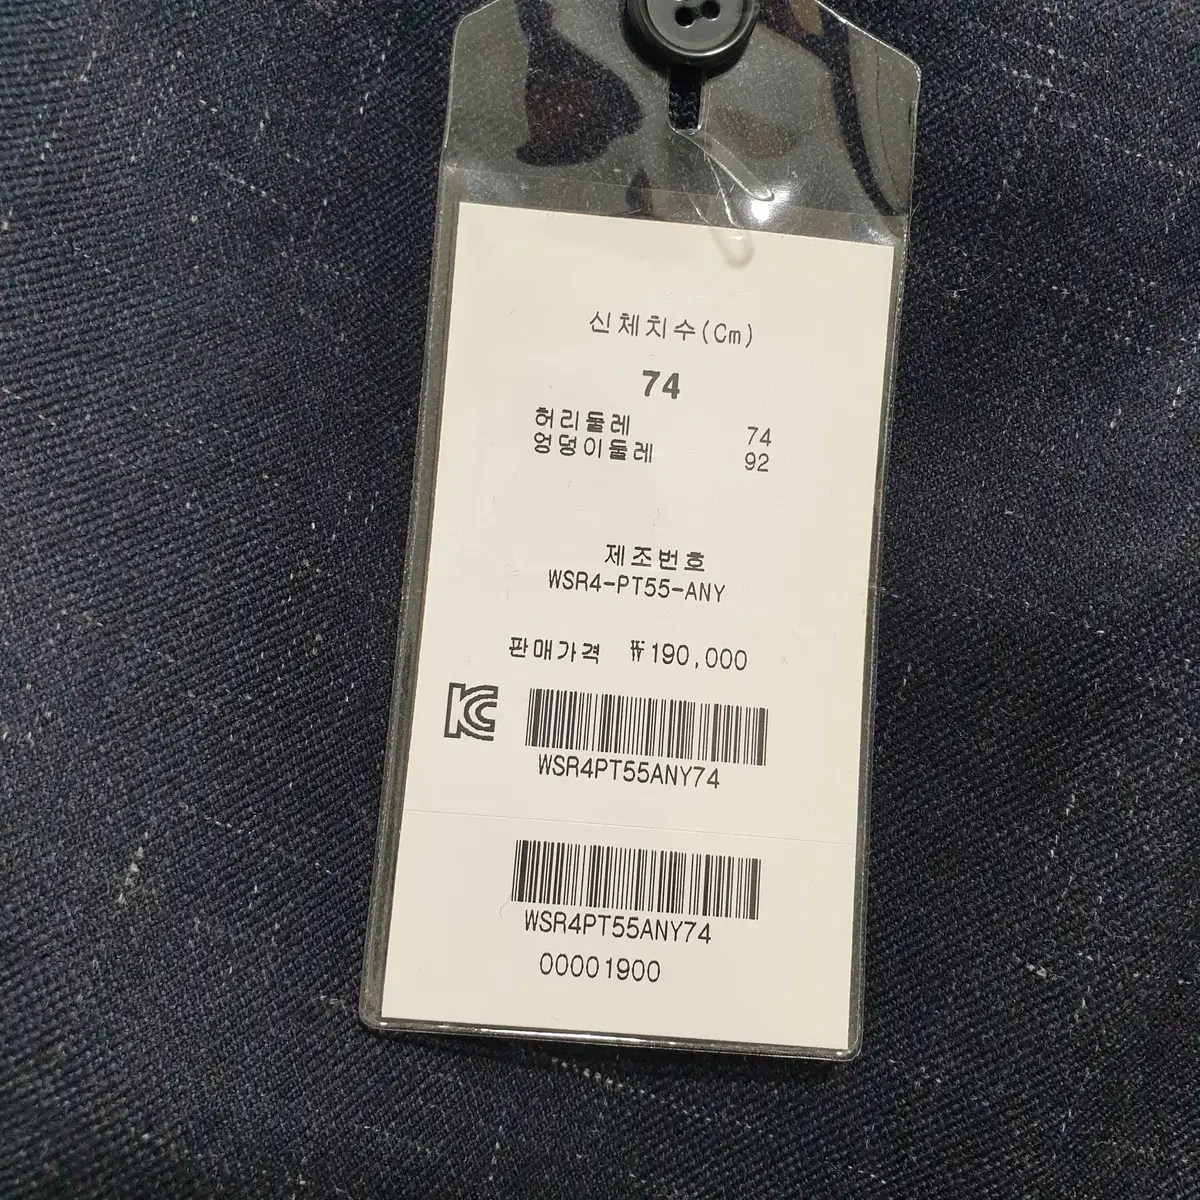 신체치수(Cm)
74
허리둘레 74
엉덩이둘레 92
제조번호
WSR4-PT55-ANY
판매가격 ₩190,000
KC
WSR4PT55ANY74
WSR4PT55ANY74
00001900